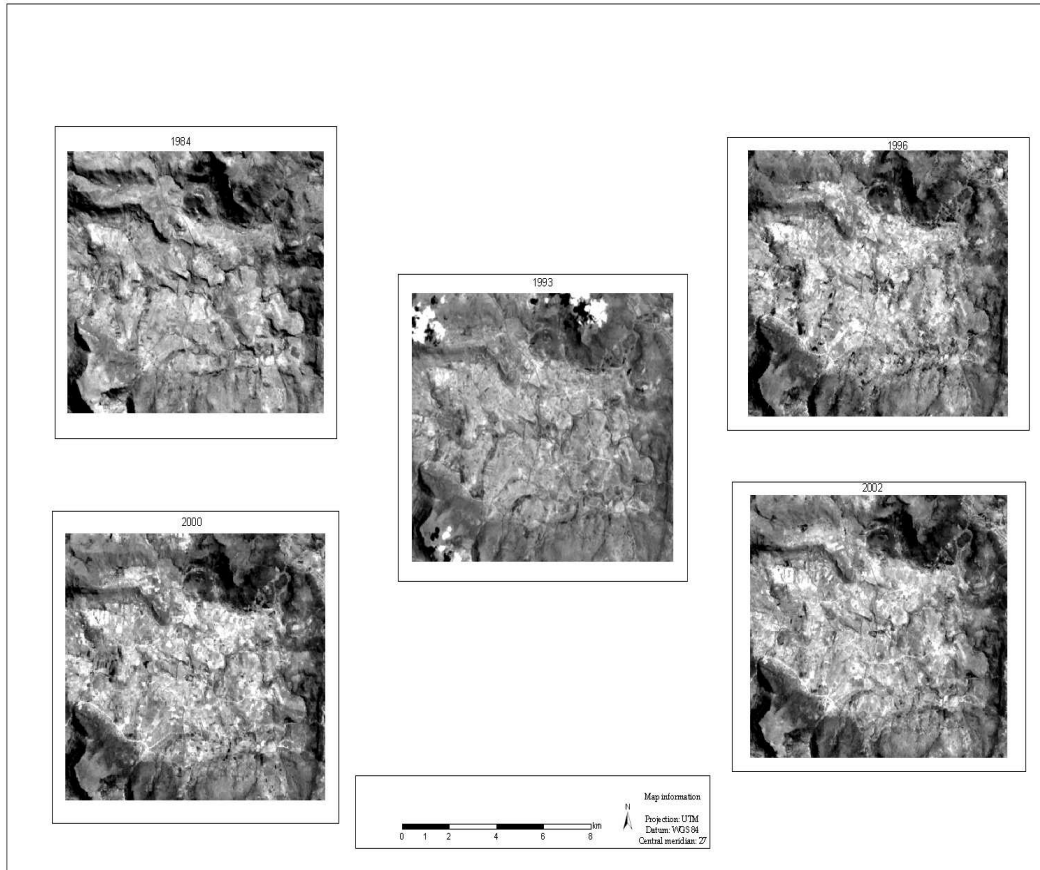 1984
1996
1993
2000
2002
Map information
N
km
Projection: UTM
Datum: WGS 84
Central meridian: 27
0 1 2 4 6 8